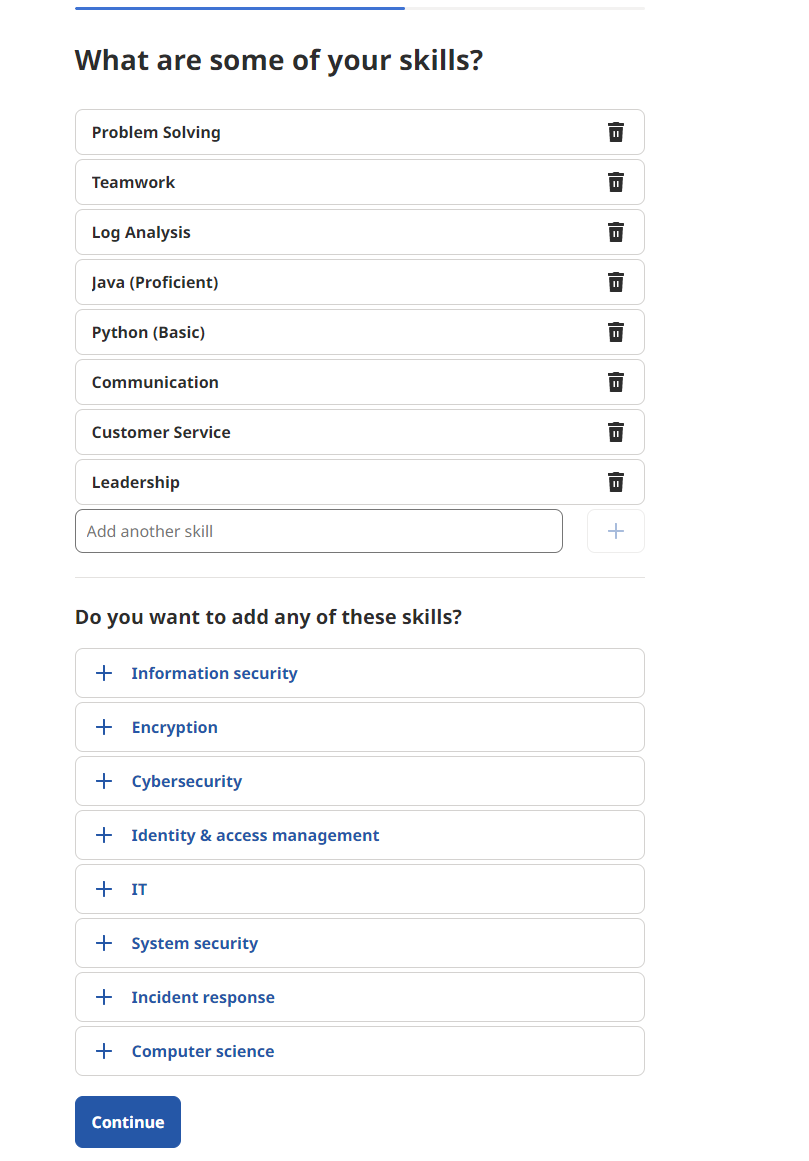 What are some of your skills?
Problem Solving
Teamwork
Log Analysis
Java (Proficient)
Python (Basic)
Communication
Customer Service
Leadership
Add another skill
Do you want to add any of these skills?
Information security
Encryption
Cybersecurity
Identity & access management
IT
System security
Incident response
Computer science
Continue